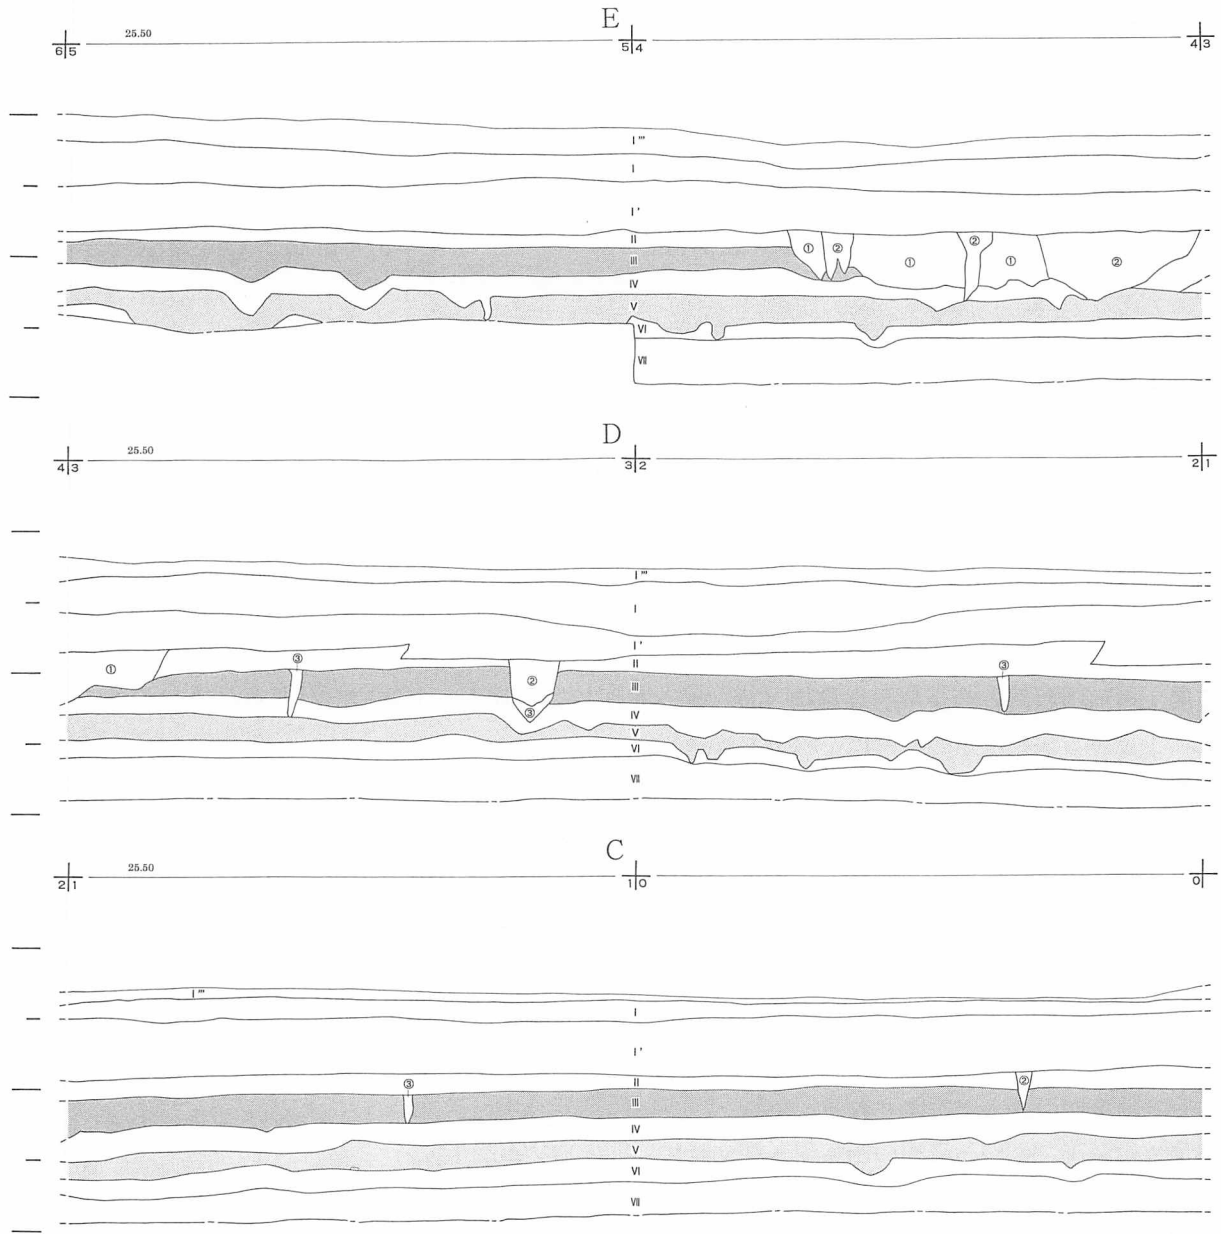 E
25.50
6|5
5|4
4|3
I'''
I
I'
II
① ② ② ① ① ②
III
IV
V
VI
VII
D
25.50
4|3
3|2
2|1
I'''
I
I'
II
① ③ ② ③ ③
III
IV
V
VI
VII
C
25.50
2|1
1|0
0|
I'''
I
I'
II
③ ②
III
IV
V
VI
VII